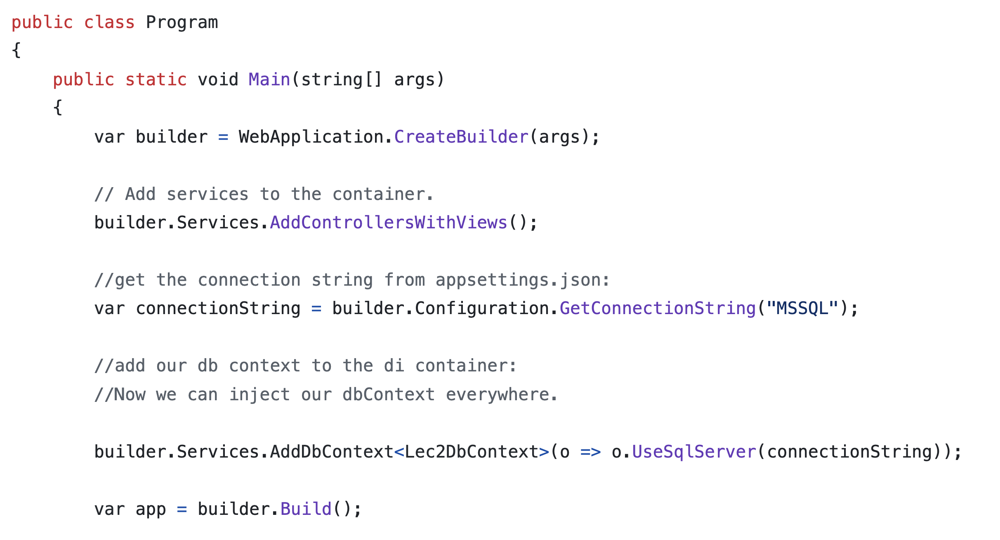 public class Program
{
    public static void Main(string[] args)
    {
        var builder = WebApplication.CreateBuilder(args);

        // Add services to the container.
        builder.Services.AddControllersWithViews();

        //get the connection string from appsettings.json:
        var connectionString = builder.Configuration.GetConnectionString("MSSQL");

        //add our db context to the di container:
        //Now we can inject our dbContext everywhere.

        builder.Services.AddDbContext<Lec2DbContext>(o => o.UseSqlServer(connectionString));

        var app = builder.Build();